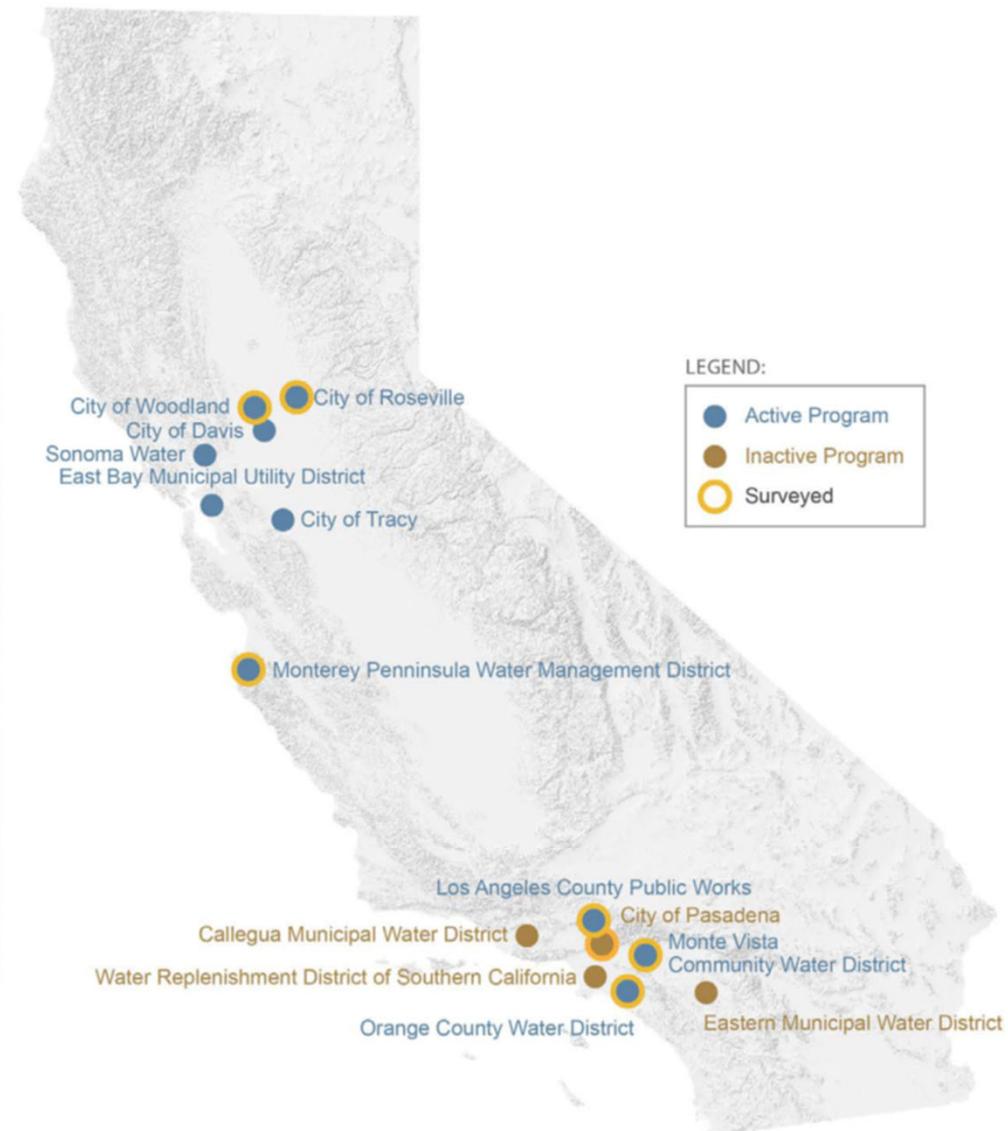 LEGEND:
Active Program
Inactive Program
Surveyed
City of Roseville
City of Woodland
City of Davis
Sonoma Water
East Bay Municipal Utility District
City of Tracy
Monterey Penninsula Water Management District
Los Angeles County Public Works
City of Pasadena
Callegua Municipal Water District
Monte Vista
Community Water District
Water Replenishment District of Southern California
Eastern Municipal Water District
Orange County Water District